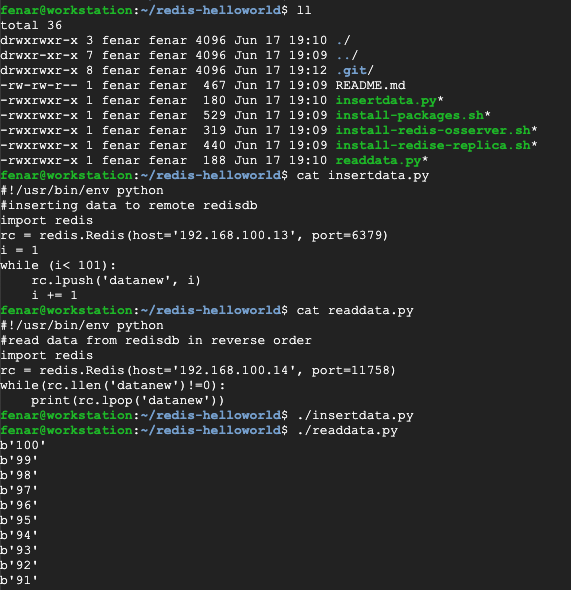 fenar@workstation:~/redis-helloworld$ ll
total 36
drwxrwxr-x 3 fenar fenar 4096 Jun 17 19:10 ./
drwxr-xr-x 7 fenar fenar 4096 Jun 17 19:09 ../
drwxrwxr-x 8 fenar fenar 4096 Jun 17 19:12 .git/
-rw-rw-r-- 1 fenar fenar  467 Jun 17 19:09 README.md
-rwxrwxr-x 1 fenar fenar  180 Jun 17 19:10 insertdata.py*
-rwxrwxr-x 1 fenar fenar  529 Jun 17 19:09 install-packages.sh*
-rwxrwxr-x 1 fenar fenar  319 Jun 17 19:09 install-redis-osserver.sh*
-rwxrwxr-x 1 fenar fenar  440 Jun 17 19:09 install-redise-replica.sh*
-rwxrwxr-x 1 fenar fenar  188 Jun 17 19:10 readdata.py*
fenar@workstation:~/redis-helloworld$ cat insertdata.py
#!/usr/bin/env python
#inserting data to remote redisdb
import redis
rc = redis.Redis(host='192.168.100.13', port=6379)
i = 1
while (i< 101):
    rc.lpush('datanew', i)
    i += 1
fenar@workstation:~/redis-helloworld$ cat readdata.py
#!/usr/bin/env python
#read data from redisdb in reverse order
import redis
rc = redis.Redis(host='192.168.100.14', port=11758)
while(rc.llen('datanew')!=0):
    print(rc.lpop('datanew'))
fenar@workstation:~/redis-helloworld$ ./insertdata.py
fenar@workstation:~/redis-helloworld$ ./readdata.py
b'100'
b'99'
b'98'
b'97'
b'96'
b'95'
b'94'
b'93'
b'92'
b'91'